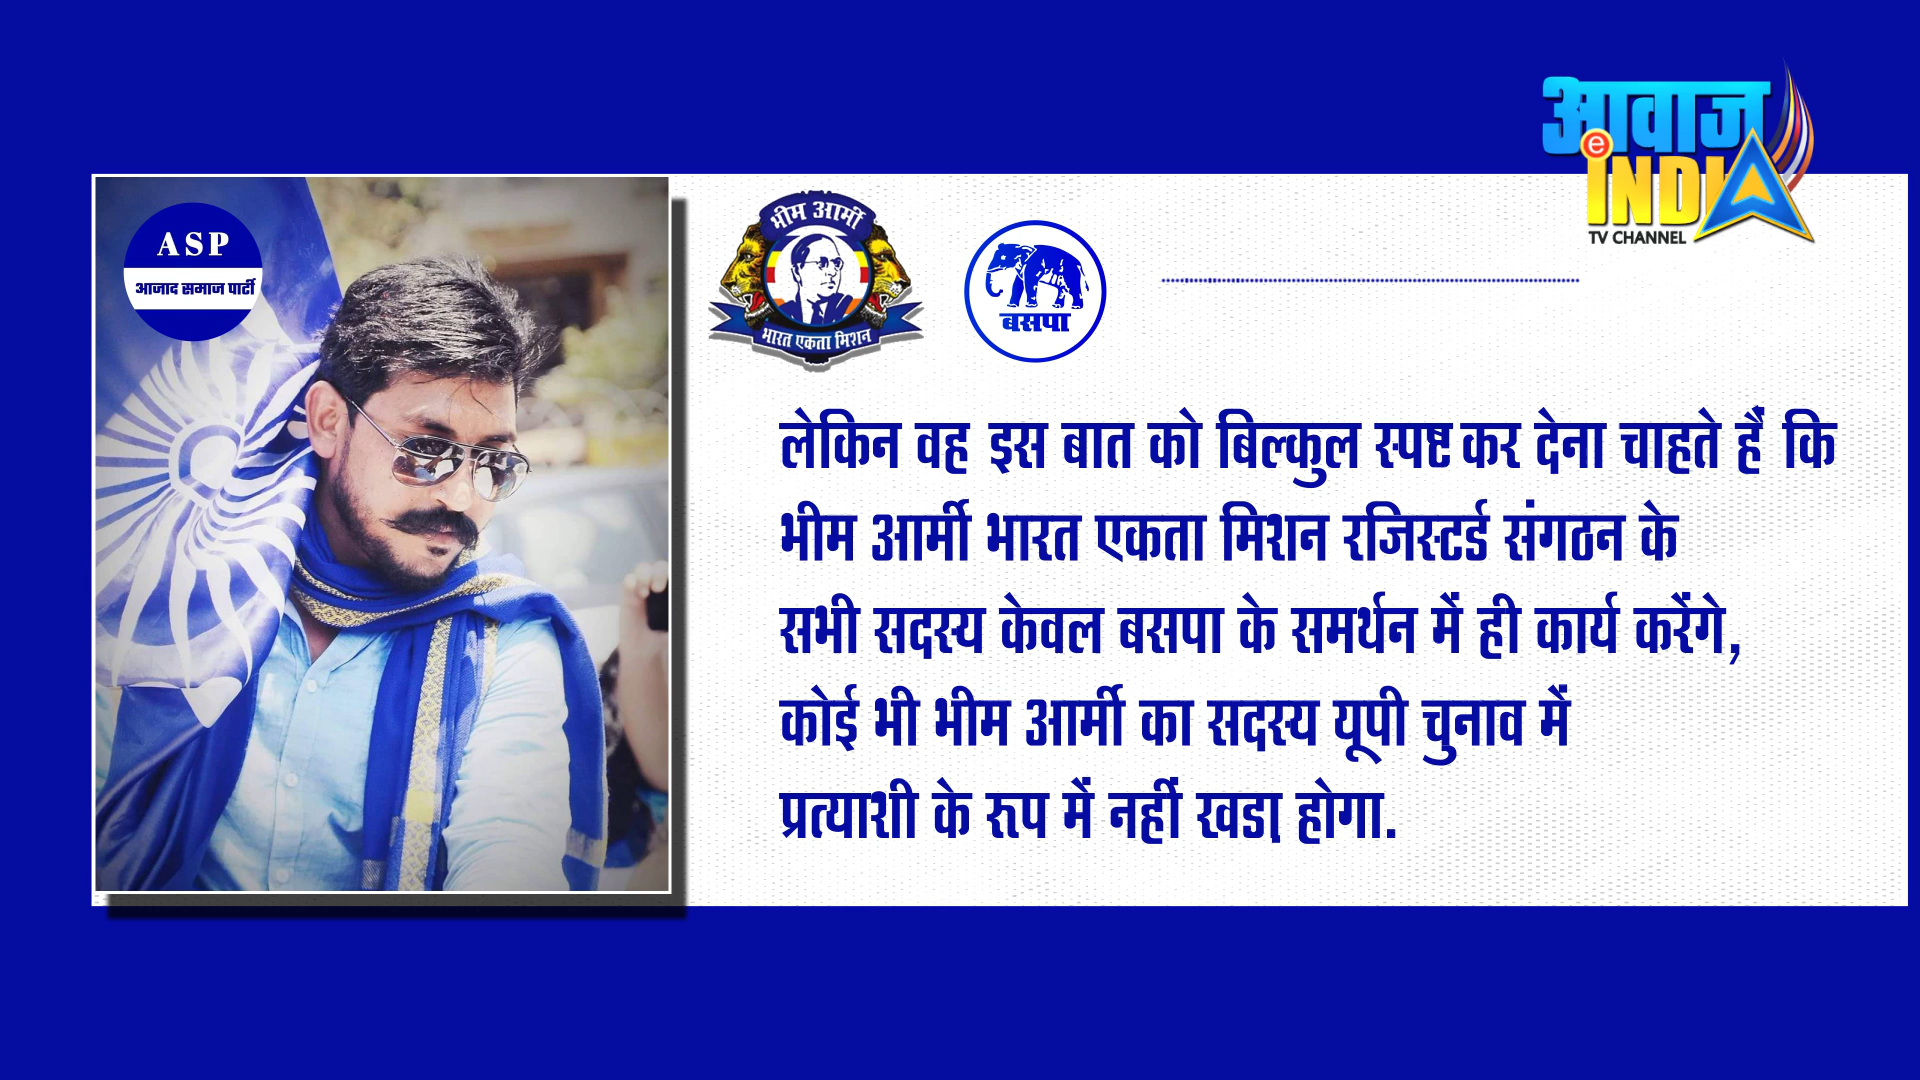 आवाज
e
INDIA
TV CHANNEL
ASP
आजाद समाज पार्टी
भीम आर्मी
भारत एकता मिशन
बसपा
लेकिन वह इस बात को बिल्कुल स्पष्ट कर देना चाहते हैं कि
भीम आर्मी भारत एकता मिशन रजिस्टर्ड संगठन के
सभी सदस्य केवल बसपा के समर्थन में ही कार्य करेंगे,
कोई भी भीम आर्मी का सदस्य यूपी चुनाव में
प्रत्याशी के रूप में नहीं खडा़ होगा.